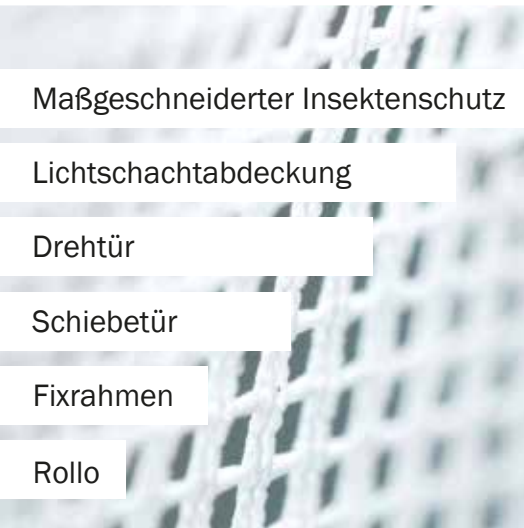 Maßgeschneiderter Insektenschutz
Lichtschachtabdeckung
Drehtür
Schiebetür
Fixrahmen
Rollo